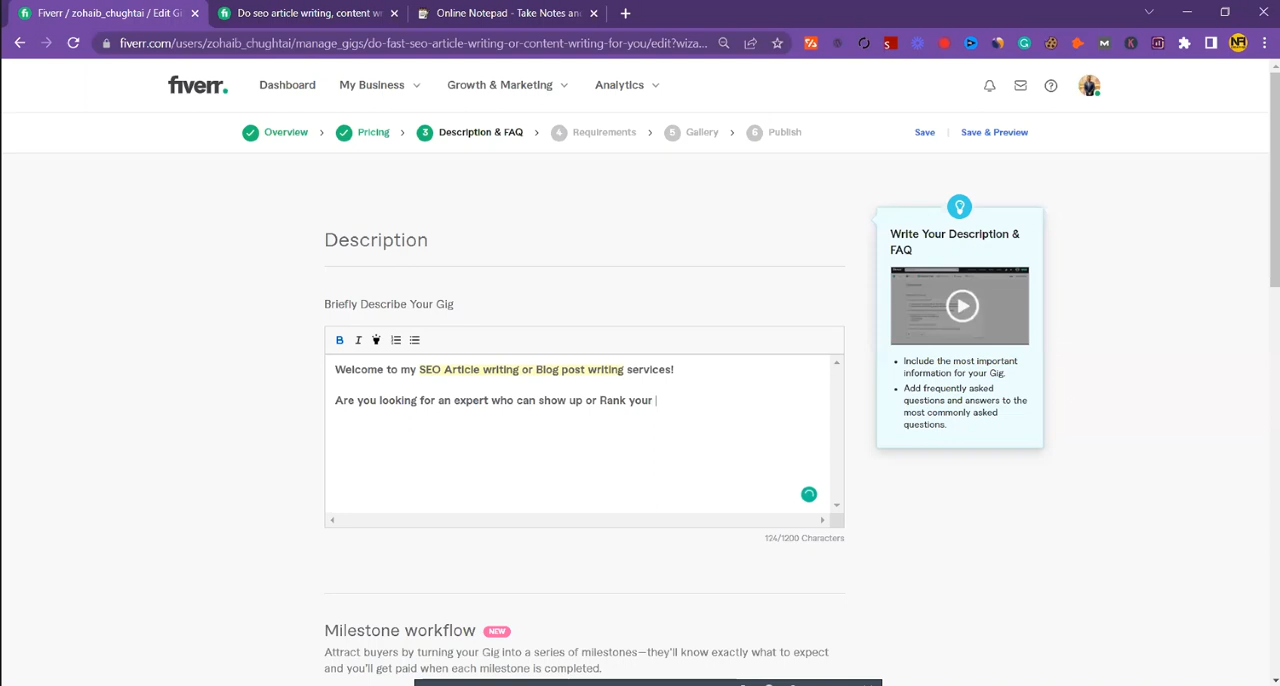 Fiverr / zohaib_chughtai / Edit Gi
Do seo article writing, content w
Online Notepad - Take Notes an
fiverr.com/users/zohaib_chughtai/manage_gigs/do-fast-seo-article-writing-or-content-writing-for-you/edit?wiza...
fiverr.
Dashboard
My Business
Growth & Marketing
Analytics
Overview
Pricing
3 Description & FAQ
4 Requirements
5 Gallery
6 Publish
Save
Save & Preview
Write Your Description &
FAQ
Include the most important
information for your Gig.
Add frequently asked
questions and answers to the
most commonly asked
questions.
Description
Briefly Describe Your Gig
B I
Welcome to my SEO Article writing or Blog post writing services!
Are you looking for an expert who can show up or Rank your
124/1200 Characters
Milestone workflow NEW
Attract buyers by turning your Gig into a series of milestones—they'll know exactly what to expect
and you'll get paid when each milestone is completed.